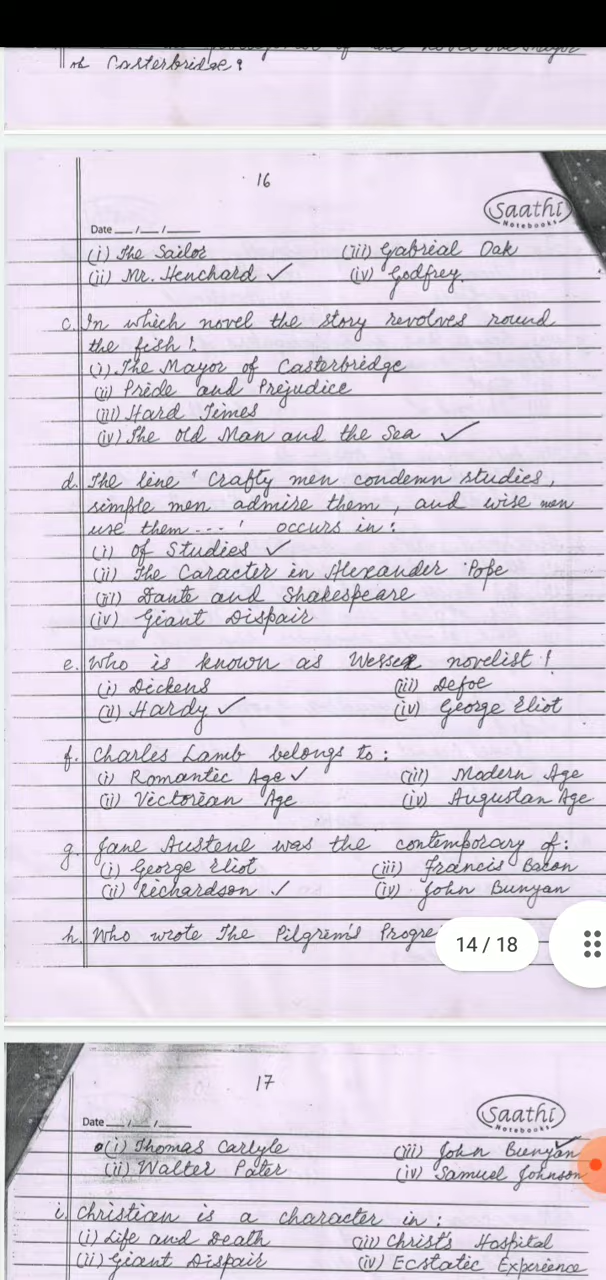 of Casterbridge?
16
Saathi
Notebooks
Date __/__/____
(i) The Sailor (iii) Gabrial Oak
(ii) Mr. Henchard ✓ (iv) Godfrey.
c. In which novel the story revolves round
the fish!
(i). The Mayor of Casterbridge
(ii) Pride and Prejudice
(iii) Hard Times
(iv) The Old Man and the Sea ✓
d. The line ' Crafty men condemn studies,
simple men admire them, and wise men
use them---' occurs in:
(i) Of Studies ✓
(ii) The Caracter in Alexander Pope
(iii) Dante and Shakespeare
(iv) Giant Dispair
e. Who is known as Wessex novelist!
(i) Dickens (iii) Defoe
(ii) Hardy ✓ (iv) George Eliot
f. Charles Lamb belongs to:
(i) Romantic Age ✓ (iii) Modern Age
(ii) Victorian Age (iv) Augustan Age
g. Jane Austene was the contemporary of:
(i) George Eliot (iii) Francis Bacon
(ii) Richardson ✓ (iv) John Bunyan
h. Who wrote The Pilgrim's Progre
14 / 18
17
Saathi
Notebooks
Date __/__/____
(i) Thomas Carlyle (iii) John Bunyan ✓
(ii) Walter Pater (iv) Samuel Johnson
i. Christian is a character in:
(i) Life and Death (iii) Christ's Hospital
(ii) Giant Dispair (iv) Ecstatic Experience